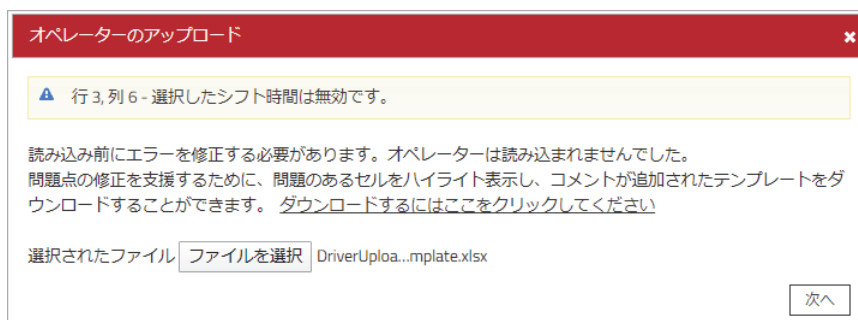 オペレーターのアップロード
行 3, 列 6 - 選択したシフト時間は無効です。
読み込み前にエラーを修正する必要があります。オペレーターは読み込まれませんでした。
問題点の修正を支援するために、問題のあるセルをハイライト表示し、コメントが追加されたテンプレートをダ
ウンロードすることができます。 ダウンロードするにはここをクリックしてください
選択されたファイル ファイルを選択 DriverUploa...mplate.xlsx
次へ